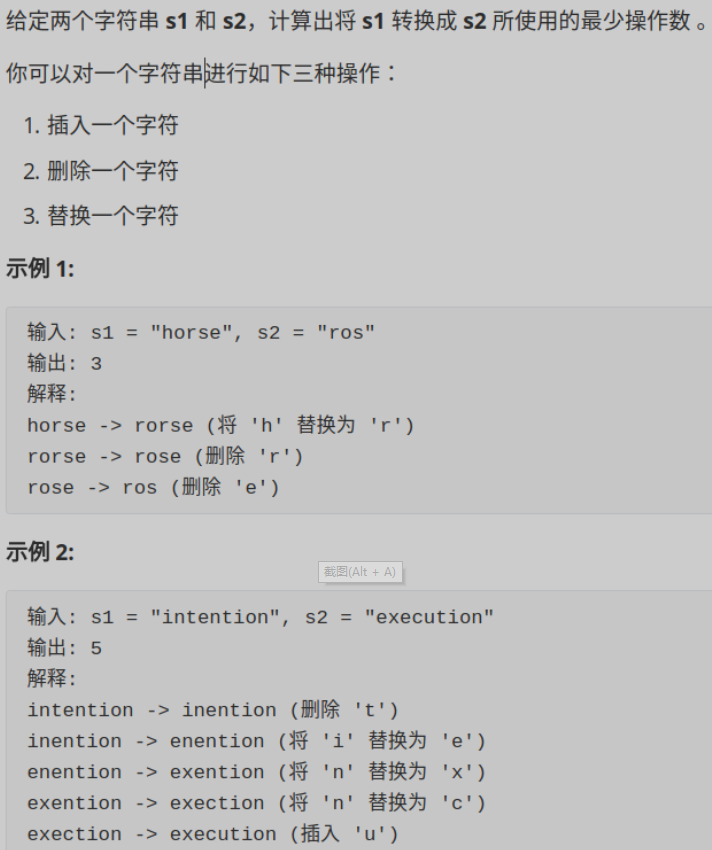 给定两个字符串 s1 和 s2，计算出将 s1 转换成 s2 所使用的最少操作数 。
你可以对一个字符串进行如下三种操作：
1. 插入一个字符
2. 删除一个字符
3. 替换一个字符
示例 1:
输入: s1 = "horse", s2 = "ros"
输出: 3
解释:
horse -> rorse (将 'h' 替换为 'r')
rorse -> rose (删除 'r')
rose -> ros (删除 'e')
示例 2:
截图(Alt + A)
输入: s1 = "intention", s2 = "execution"
输出: 5
解释:
intention -> inention (删除 't')
inention -> enention (将 'i' 替换为 'e')
enention -> exention (将 'n' 替换为 'x')
exention -> exection (将 'n' 替换为 'c')
exection -> execution (插入 'u')